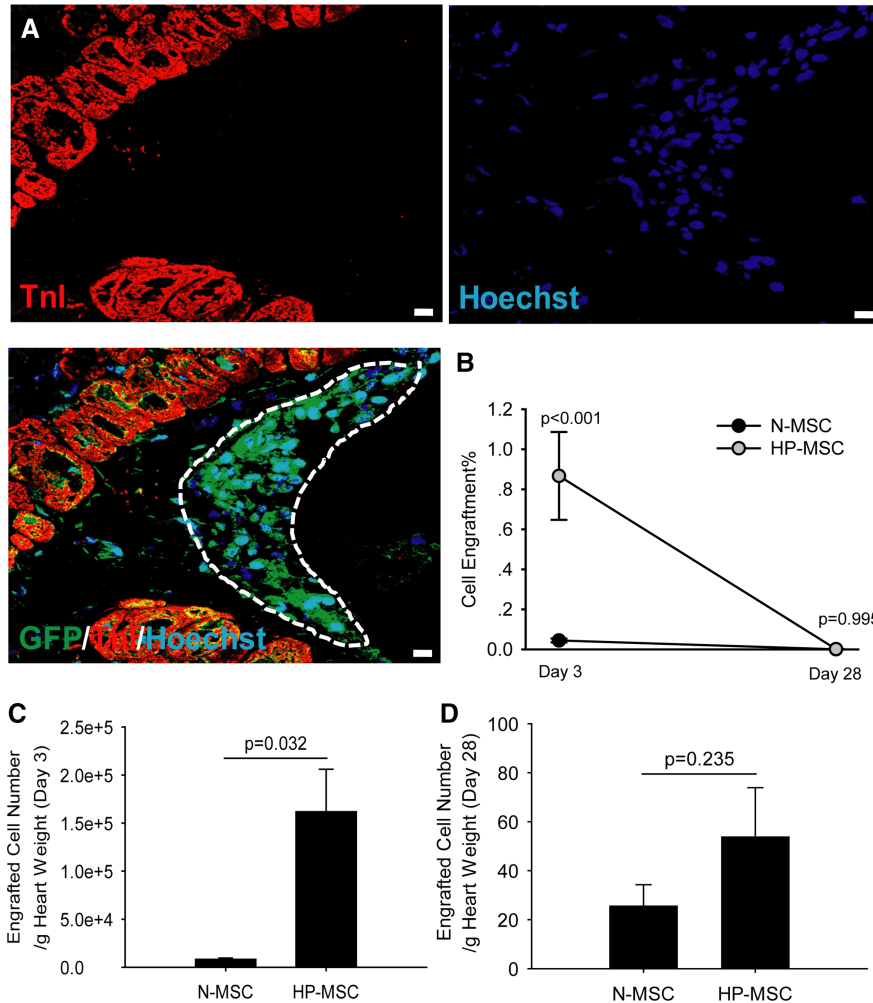 A
TnI
Hoechst
GFP/TnI/Hoechst
B
Cell Engraftment%
1.2
1.0
.8
.6
.4
.2
0.0
p<0.001
N-MSC
HP-MSC
p=0.995
Day 3
Day 28
C
Engrafted Cell Number
/g Heart Weight (Day 3)
2.5e+5
2.0e+5
1.5e+5
1.0e+5
5.0e+4
0.0
p=0.032
N-MSC
HP-MSC
D
Engrafted Cell Number
/g Heart Weight (Day 28)
100
80
60
40
20
0
p=0.235
N-MSC
HP-MSC